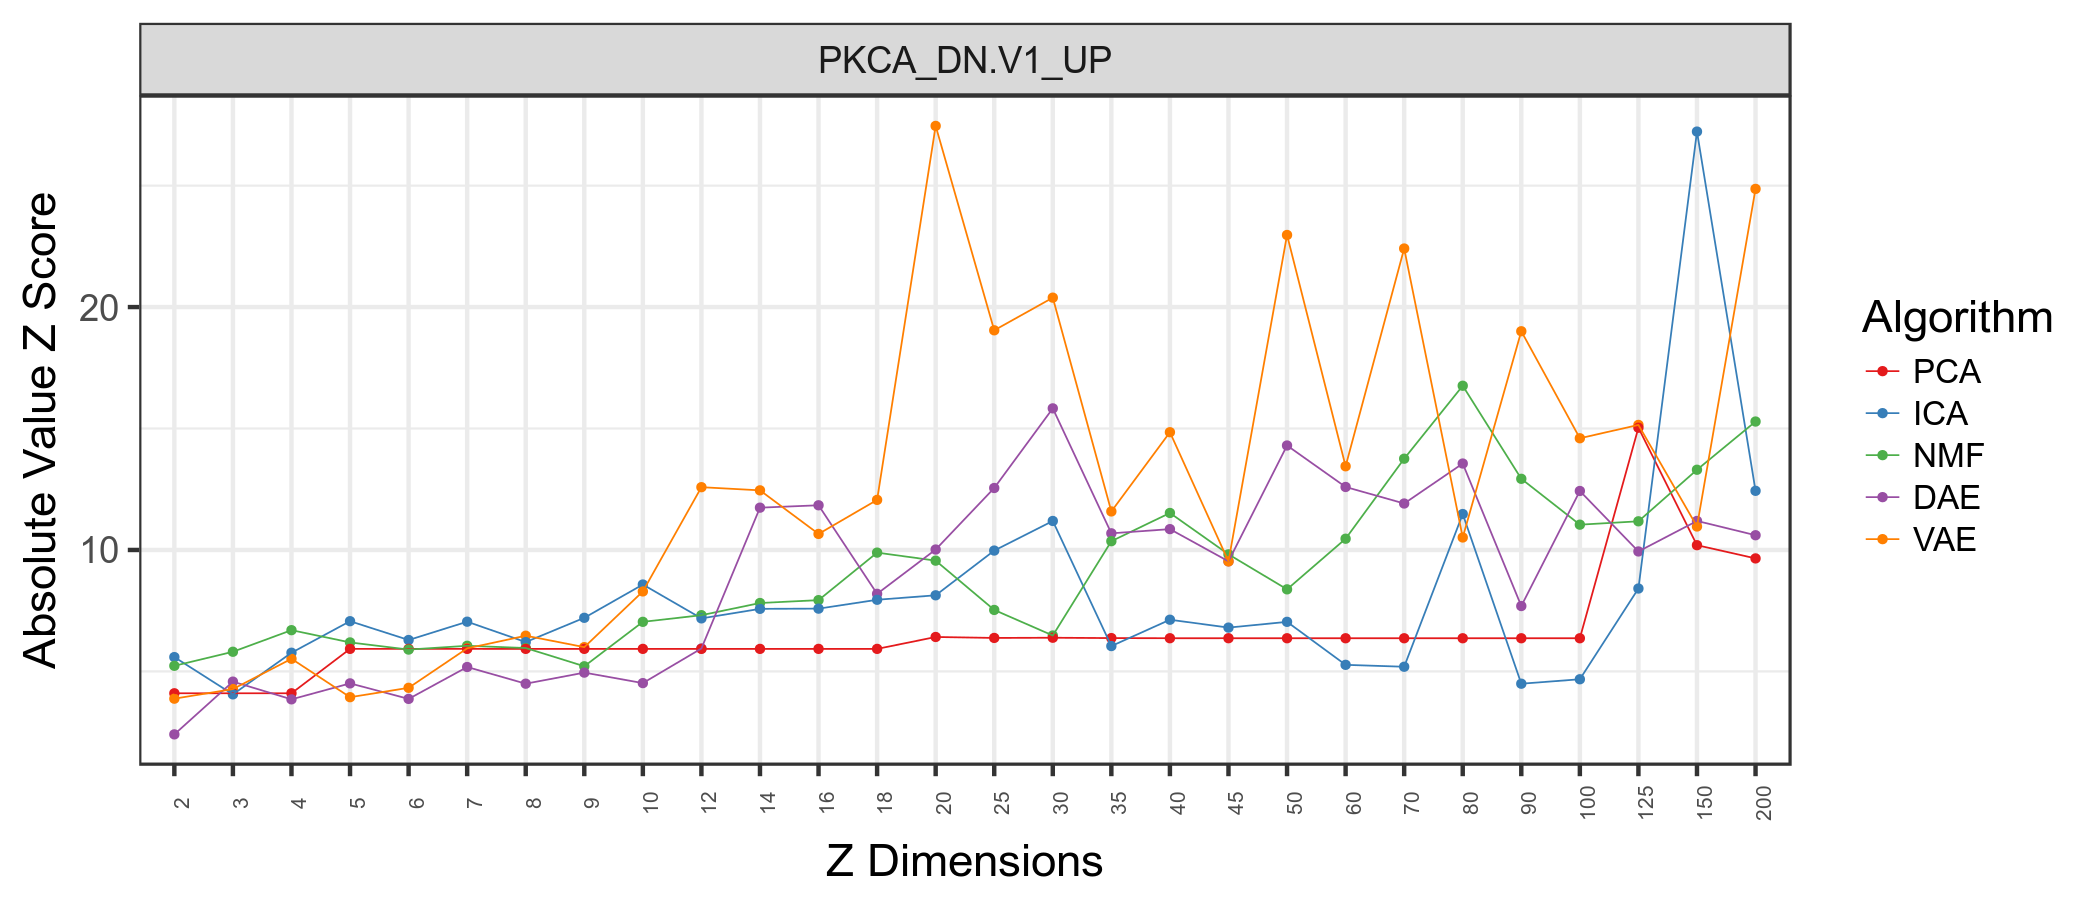 PKCA_DN.V1_UP
Absolute Value Z Score
20
10
2 3 4 5 6 7 8 9 10 12 14 16 18 20 25 30 35 40 45 50 60 70 80 90 100 125 150 200
Z Dimensions
Algorithm
PCA
ICA
NMF
DAE
VAE